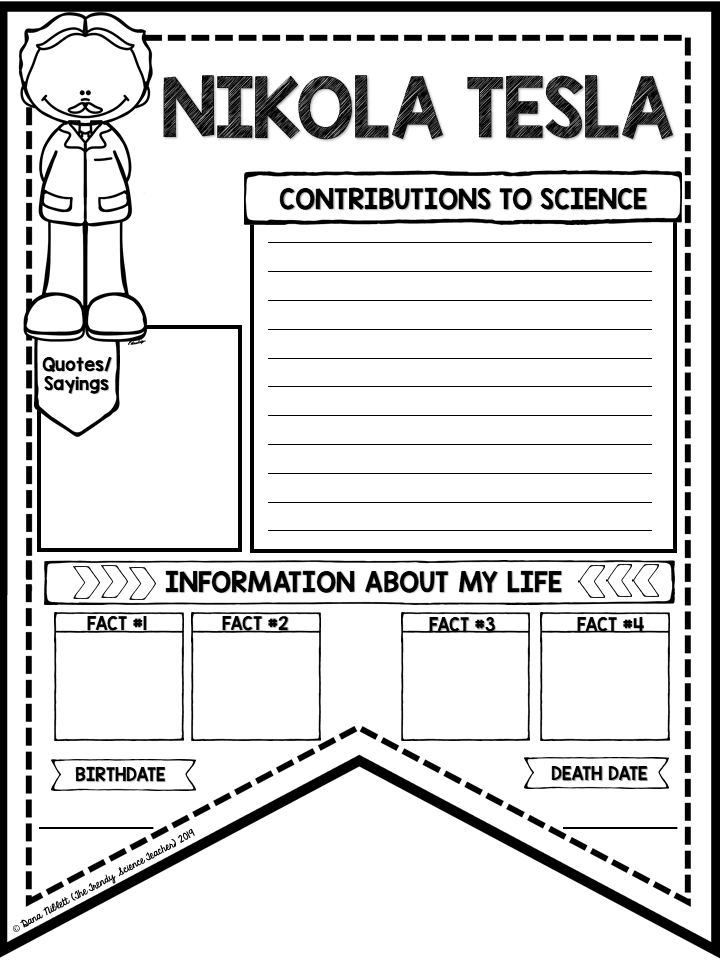 NIKOLA TESLA
CONTRIBUTIONS TO SCIENCE
Quotes/
Sayings
INFORMATION ABOUT MY LIFE
FACT #1
FACT #2
FACT #3
FACT #4
BIRTHDATE
DEATH DATE
© Dana Niblett (The Trendy Science Teacher) 2019